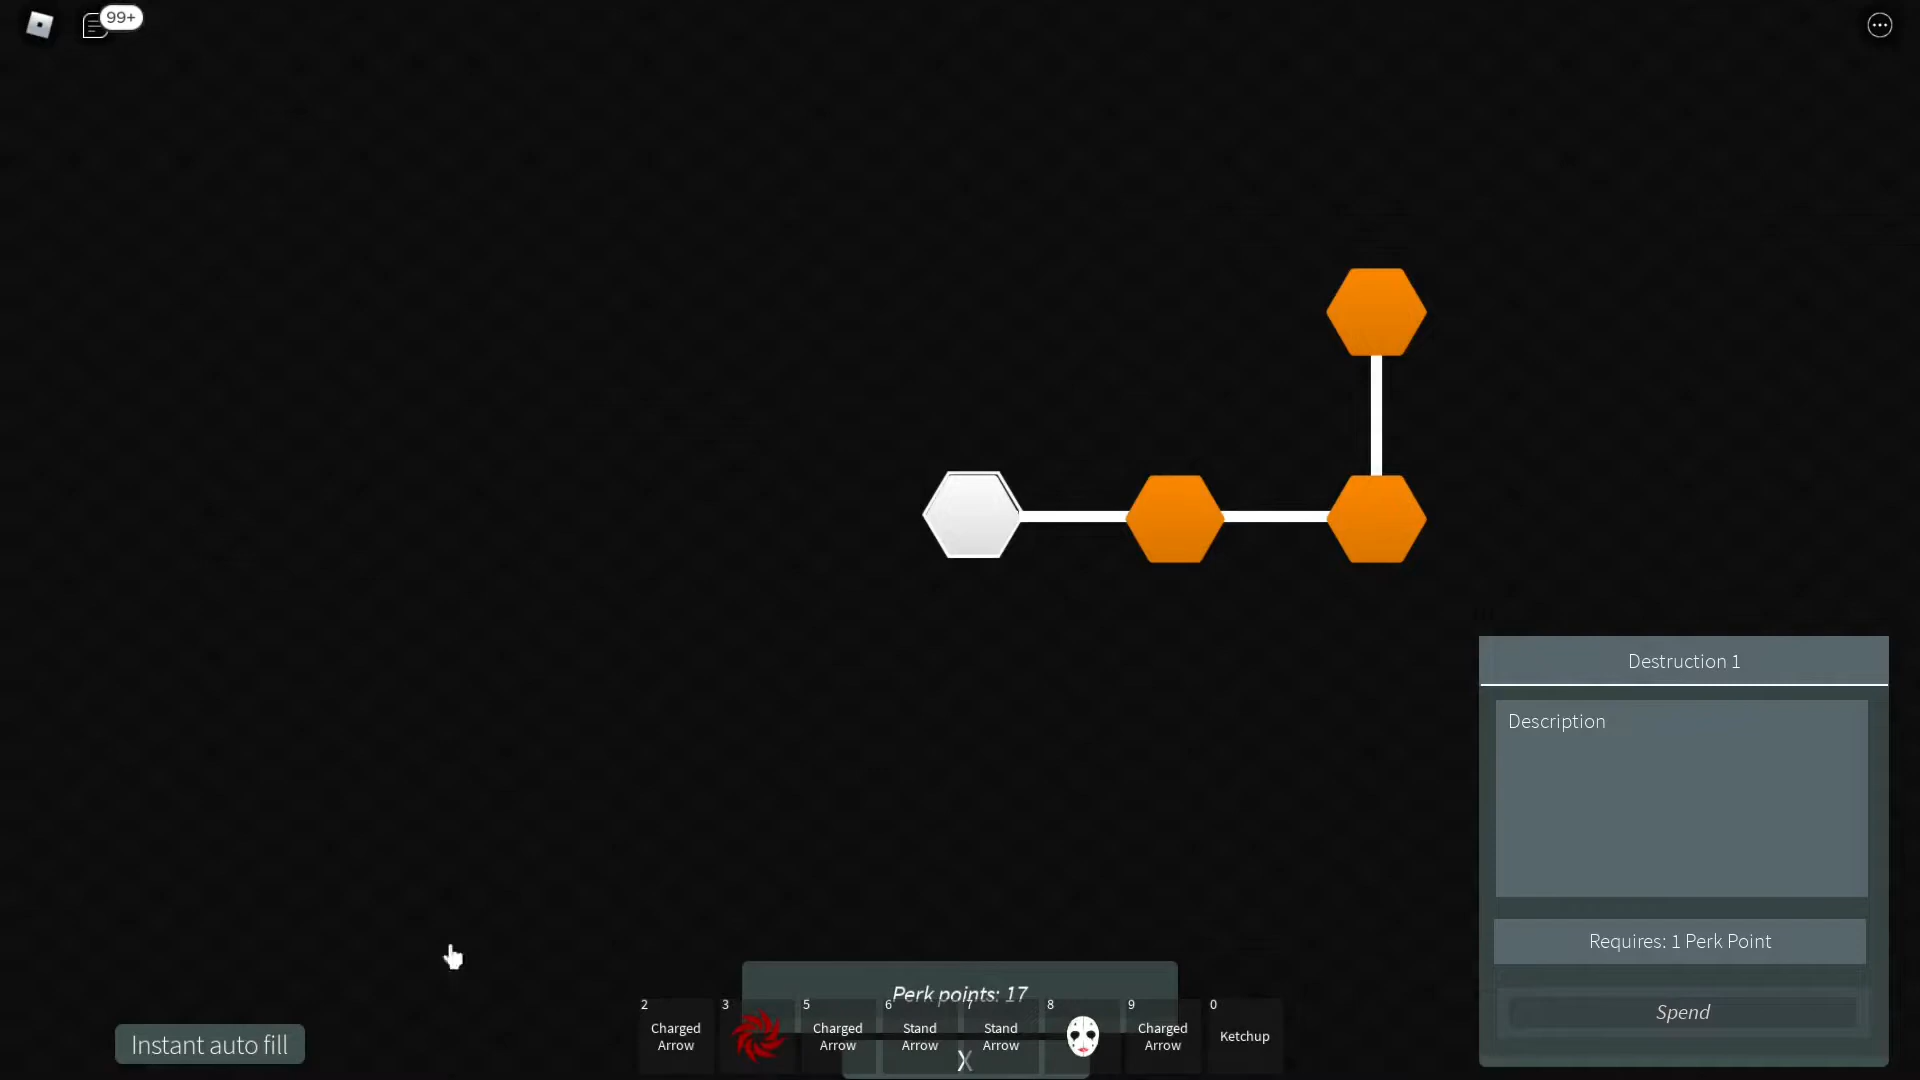 99+
Destruction 1
Description
Requires: 1 Perk Point
Spend
Perk points: 17
2
3
5
6
7
8
9
0
Charged
Arrow
Charged
Arrow
Stand
Arrow
Stand
Arrow
Charged
Arrow
Ketchup
X
Instant auto fill